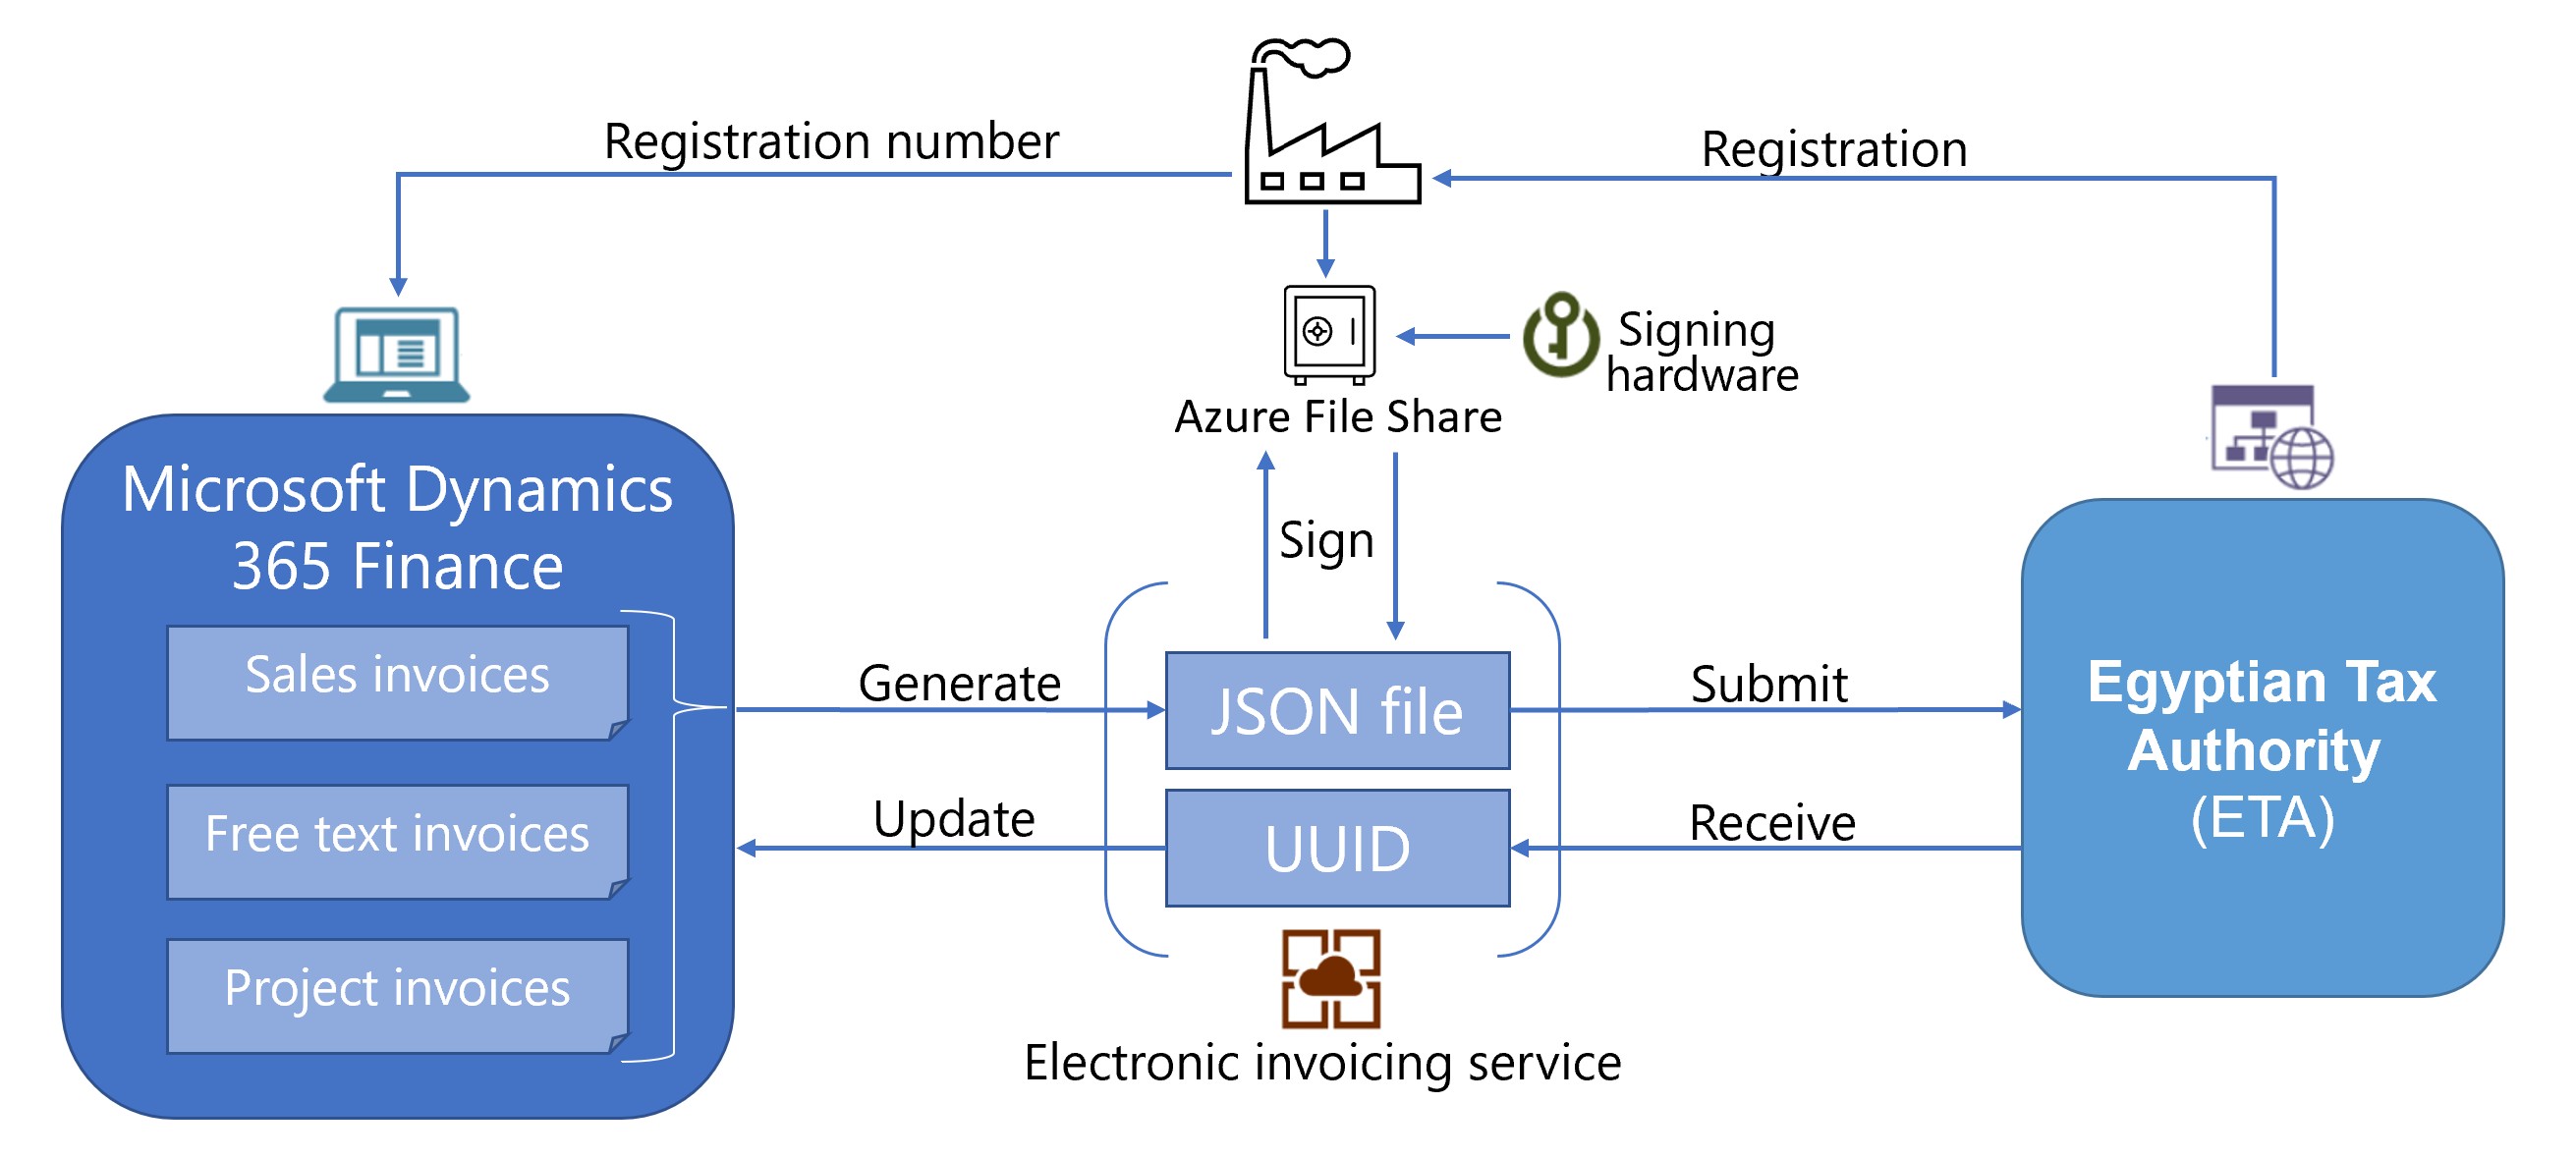 Registration number
Registration
Signing
hardware
Azure File Share
Microsoft Dynamics
365 Finance
Sign
Sales invoices
Free text invoices
Project invoices
Generate
JSON file
Submit
Update
UUID
Receive
Egyptian Tax
Authority
(ETA)
Electronic invoicing service